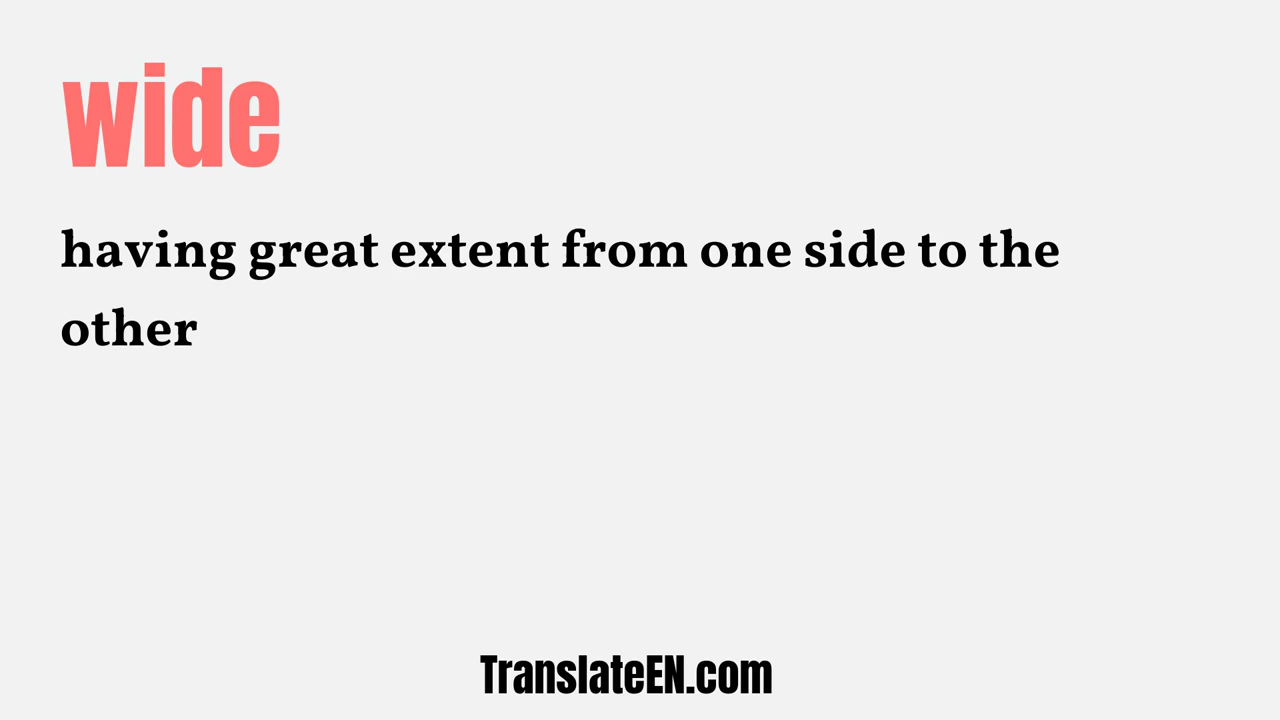 wide
having great extent from one side to the
other
TranslateEN.com